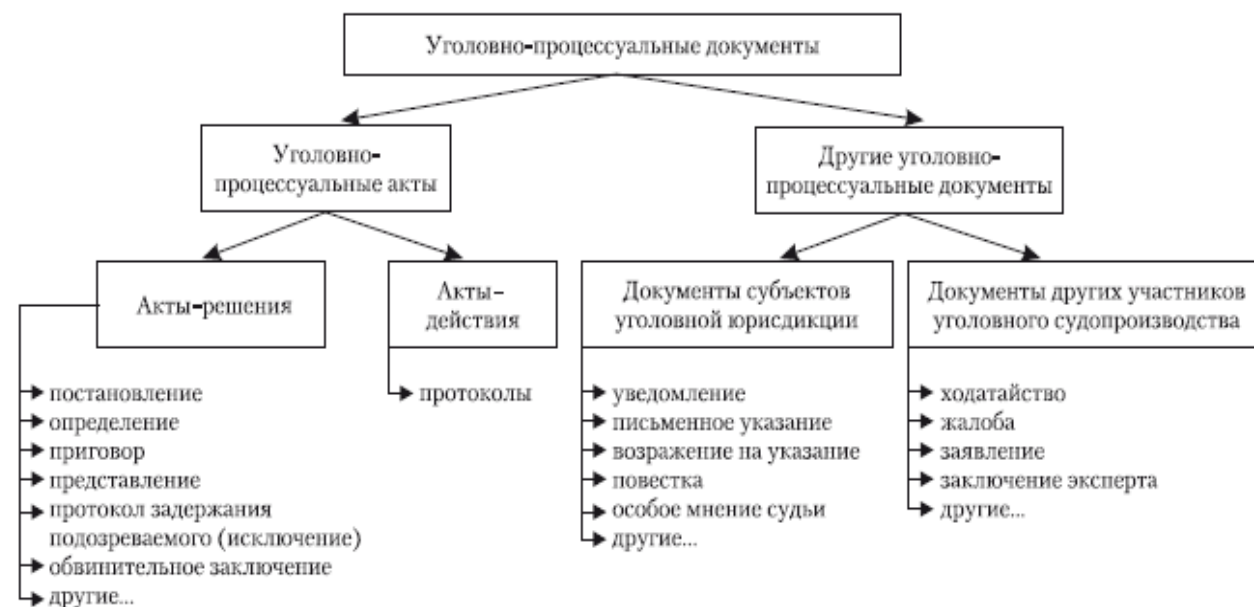 Уголовно-процессуальные документы
Уголовно-
процессуальные акты
Другие уголовно-
процессуальные документы
Акты-решения
Акты-
действия
Документы субъектов
уголовной юрисдикции
Документы других участников
уголовного судопроизводства
постановление
определение
приговор
представление
протокол задержания
подозреваемого (исключение)
обвинительное заключение
другие...
протоколы
уведомление
письменное указание
возражение на указание
повестка
особое мнение судьи
другие...
ходатайство
жалоба
заявление
заключение эксперта
другие...